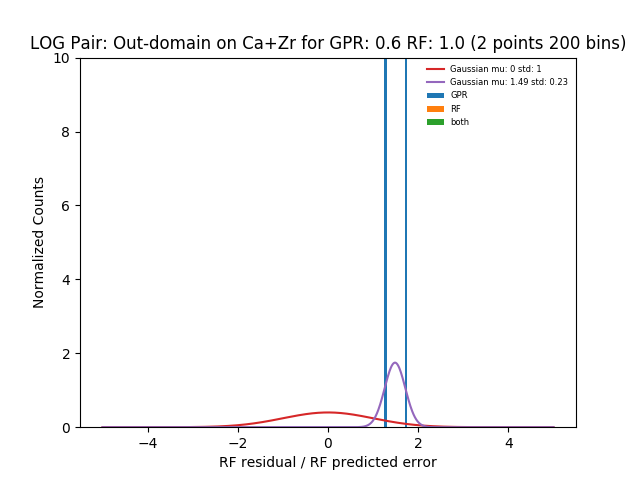 LOG Pair: Out-domain on Ca+Zr for GPR: 0.6 RF: 1.0 (2 points 200 bins)
Gaussian mu: 0 std: 1
Gaussian mu: 1.49 std: 0.23
GPR
RF
both
Normalized Counts
10
8
6
4
2
0
−4
−2
0
2
4
RF residual / RF predicted error